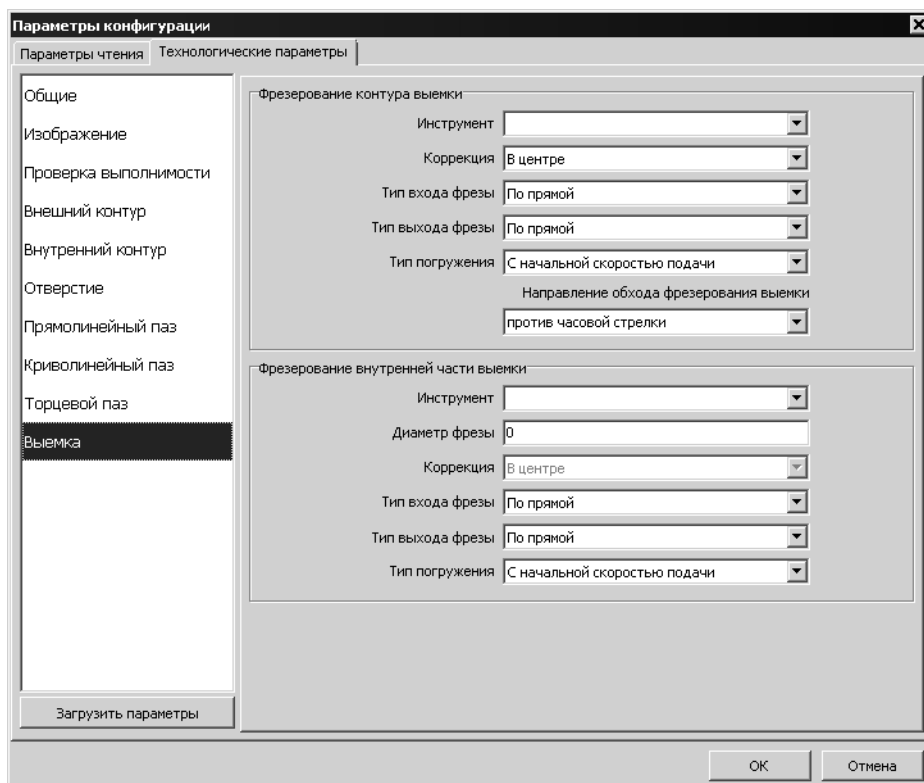 Параметры конфигурации
Параметры чтения
Технологические параметры
Общие
Изображение
Проверка выполнимости
Внешний контур
Внутренний контур
Отверстие
Прямолинейный паз
Криволинейный паз
Торцевой паз
Выемка
Загрузить параметры
Фрезерование контура выемки
Инструмент
Коррекция В центре
Тип входа фрезы По прямой
Тип выхода фрезы По прямой
Тип погружения С начальной скоростью подачи
Направление обхода фрезерования выемки
против часовой стрелки
Фрезерование внутренней части выемки
Инструмент
Диаметр фрезы 0
Коррекция В центре
Тип входа фрезы По прямой
Тип выхода фрезы По прямой
Тип погружения С начальной скоростью подачи
ОК Отмена